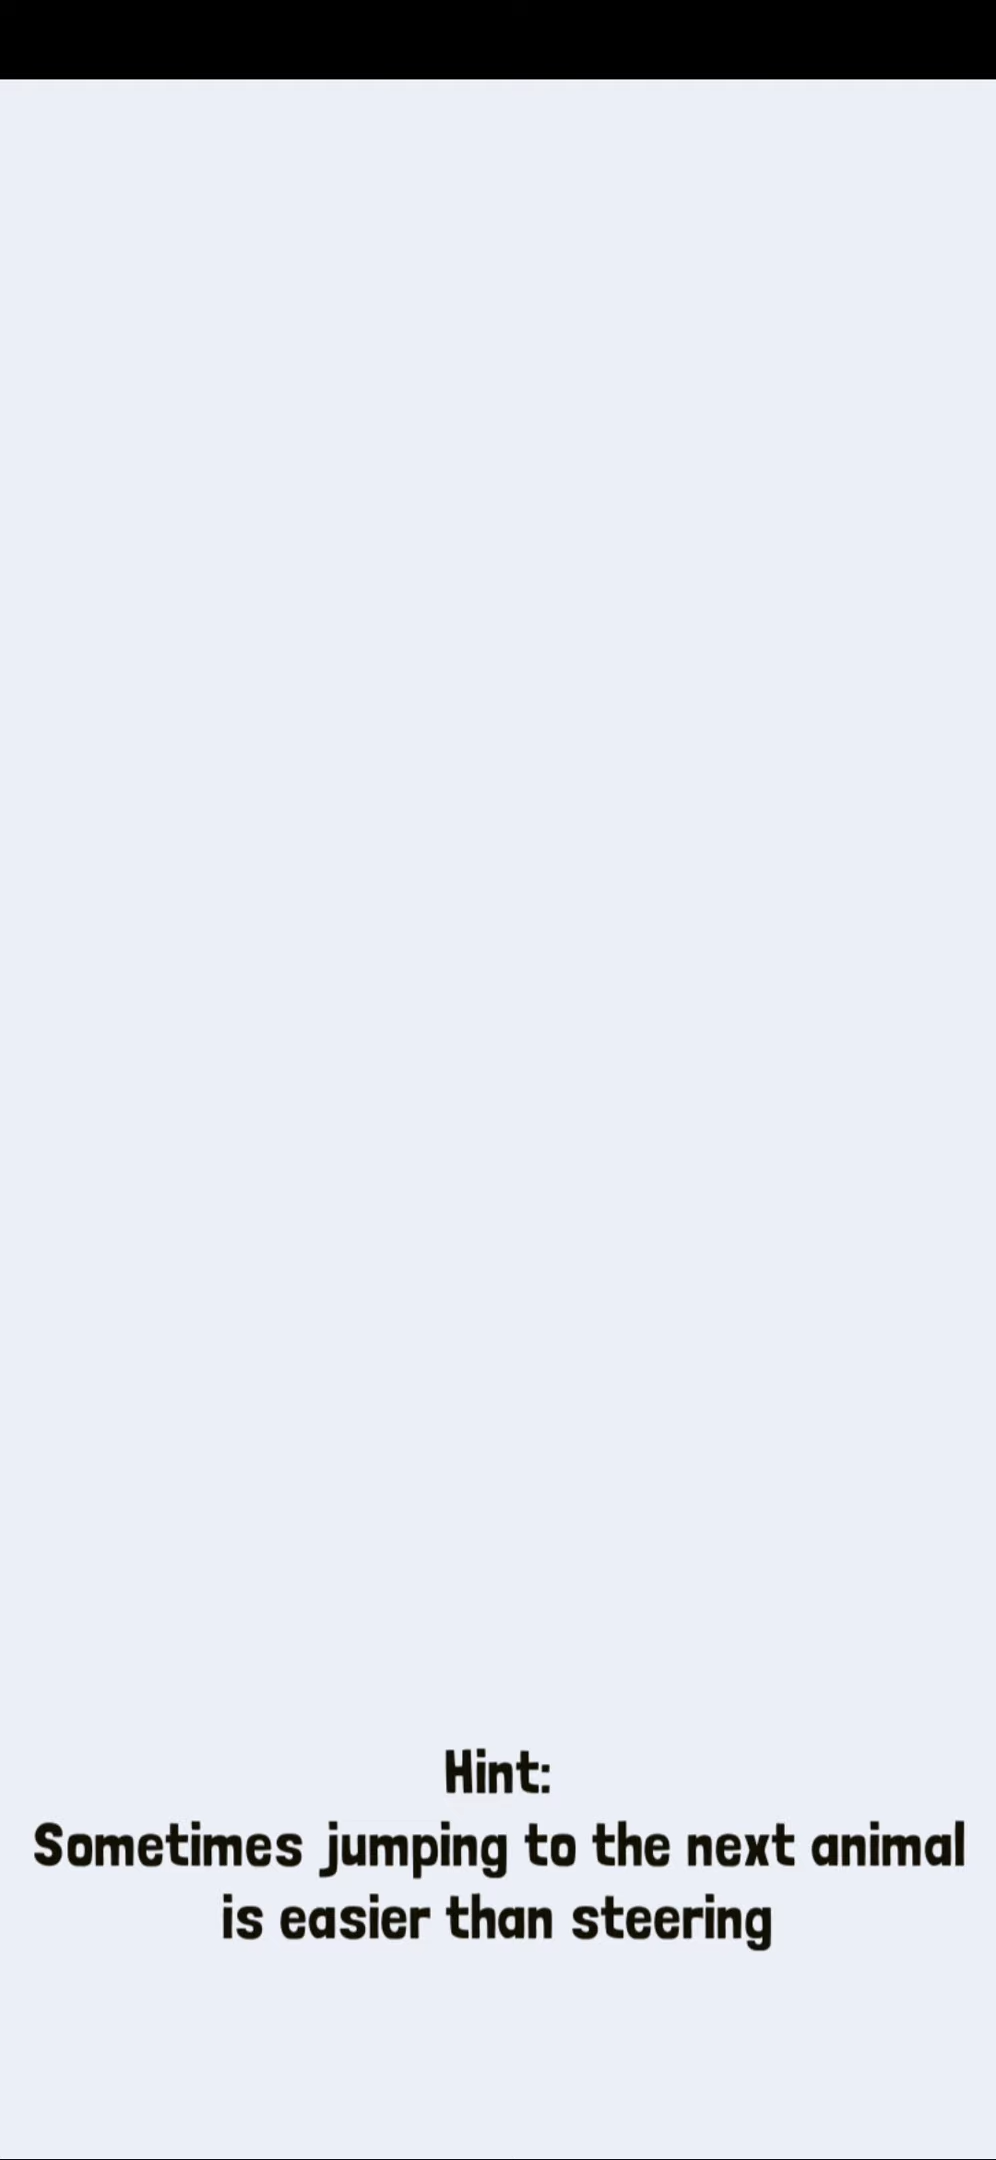 Hint:
Sometimes jumping to the next animal
is easier than steering